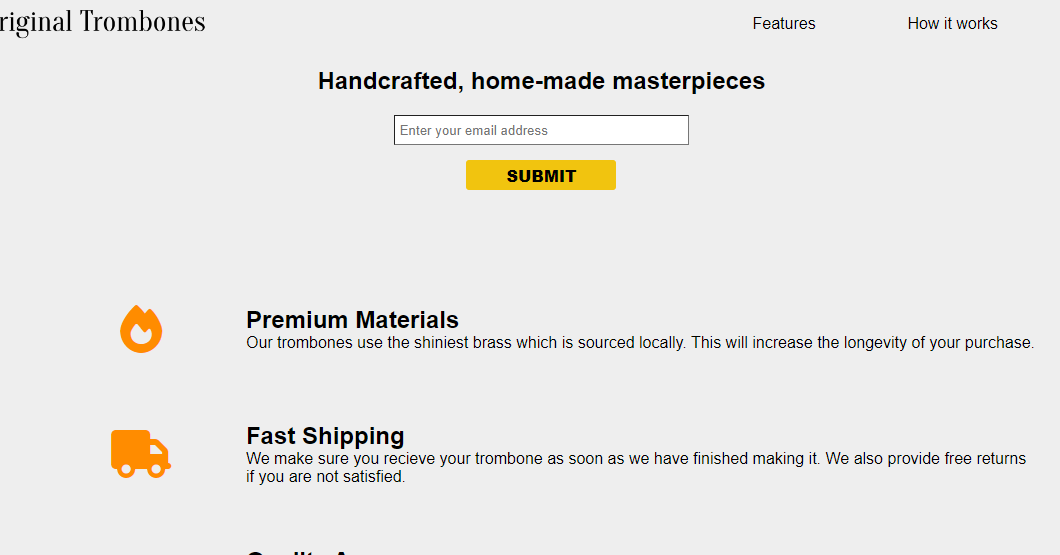 riginal Trombones
Features
How it works
Handcrafted, home-made masterpieces
Enter your email address
SUBMIT
Premium Materials
Our trombones use the shiniest brass which is sourced locally. This will increase the longevity of your purchase.
Fast Shipping
We make sure you recieve your trombone as soon as we have finished making it. We also provide free returns
if you are not satisfied.